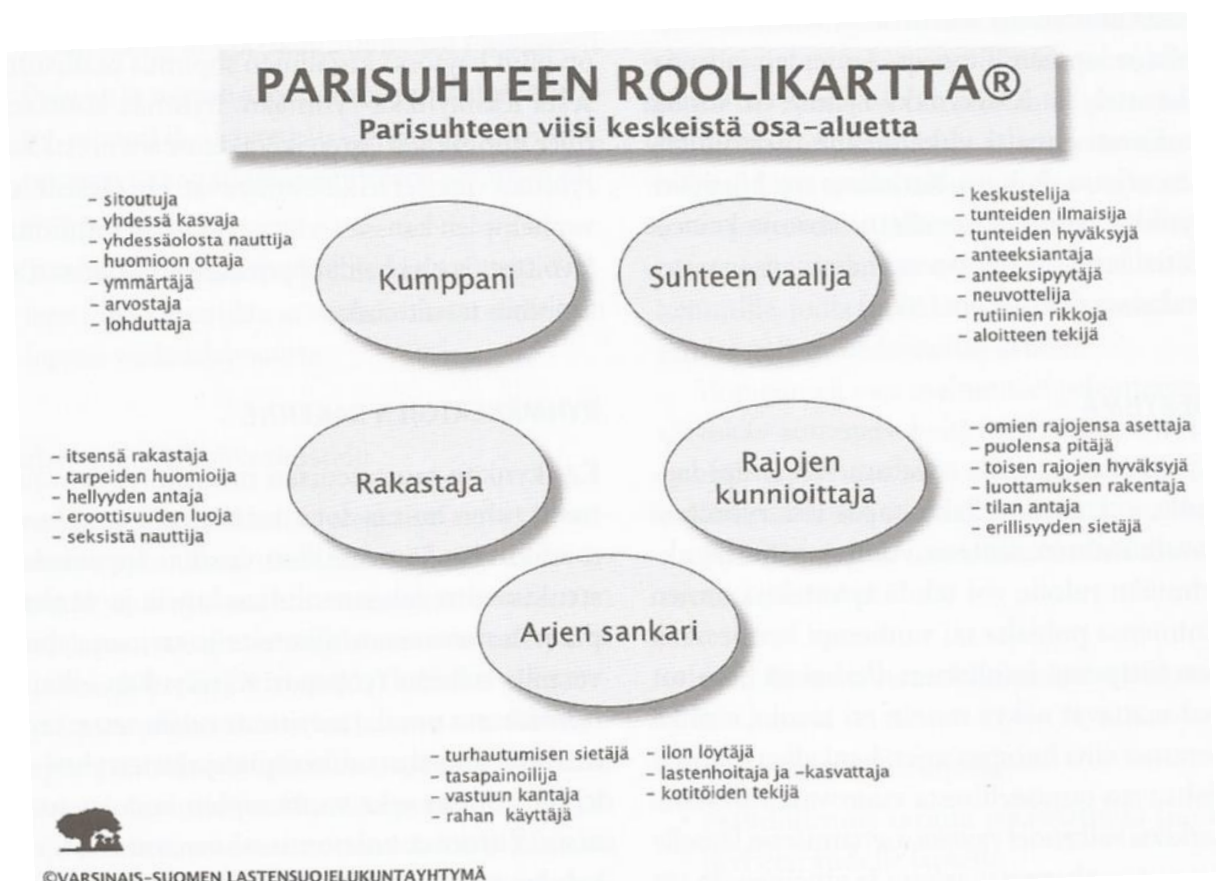 PARISUHTEEN ROOLIKARTTA®
Parisuhteen viisi keskeistä osa-aluetta
- sitoutuja
- yhdessä kasvaja
- yhdessäolosta nauttija
- huomioon ottaja
- ymmärtäjä
- arvostaja
- lohduttaja
Kumppani
Suhteen vaalija
- keskustelija
- tunteiden ilmaisija
- tunteiden hyväksyjä
- anteeksiantaja
- anteeksipyytäjä
- neuvottelija
- rutiinien rikkoja
- aloitteen tekijä
- itsensä rakastaja
- tarpeiden huomioija
- hellyyden antaja
- eroottisuuden luoja
- seksistä nauttija
Rakastaja
Rajojen
kunnioittaja
- omien rajojensa asettaja
- puolensa pitäjä
- toisen rajojen hyväksyjä
- luottamuksen rakentaja
- tilan antaja
- erillisyyden sietäjä
Arjen sankari
- turhautumisen sietäjä
- tasapainoilija
- vastuun kantaja
- rahan käyttäjä
- ilon löytäjä
- lastenhoitaja ja -kasvattaja
- kotitöiden tekijä
©VARSINAIS-SUOMEN LASTENSUOJELUKUNTAYHTYMÄ